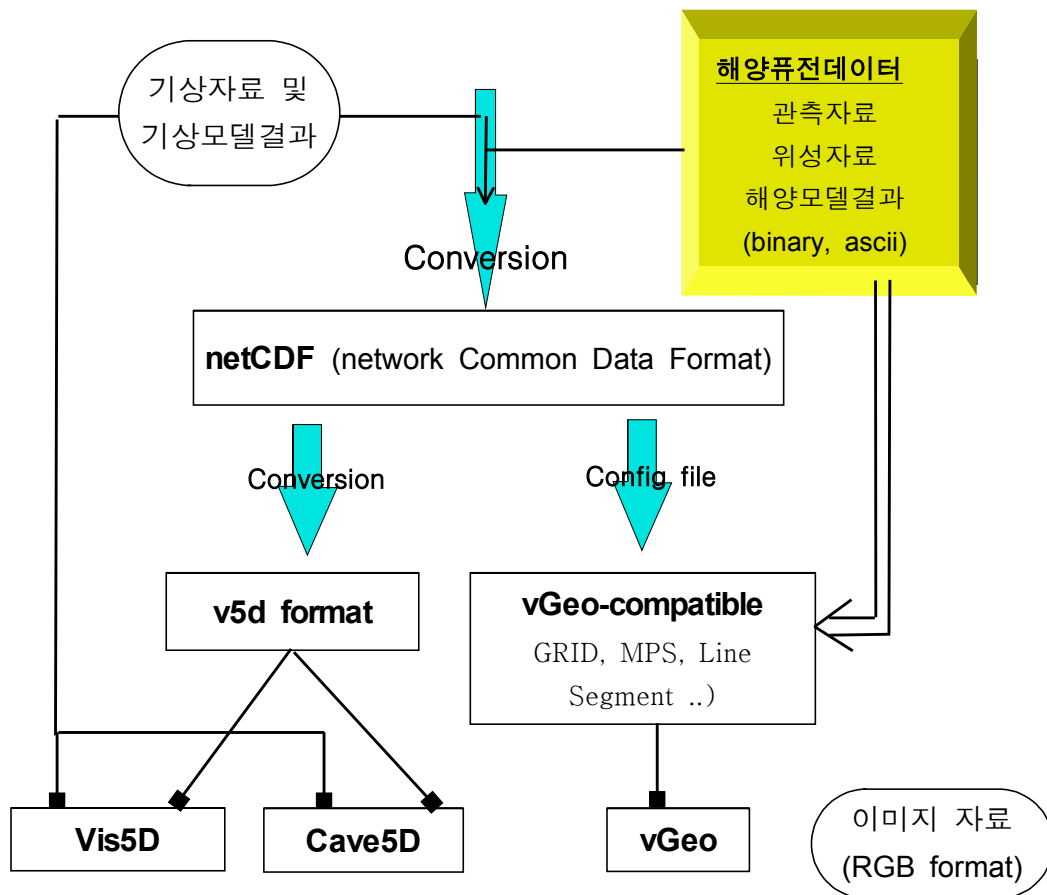 기상자료 및
기상모델결과
해양퓨전데이터
관측자료
위성자료
해양모델결과
(binary, ascii)
Conversion
netCDF (network Common Data Format)
Conversion
Config file
v5d format
vGeo-compatible
GRID, MPS, Line
Segment ..)
Vis5D
Cave5D
vGeo
이미지 자료
(RGB format)